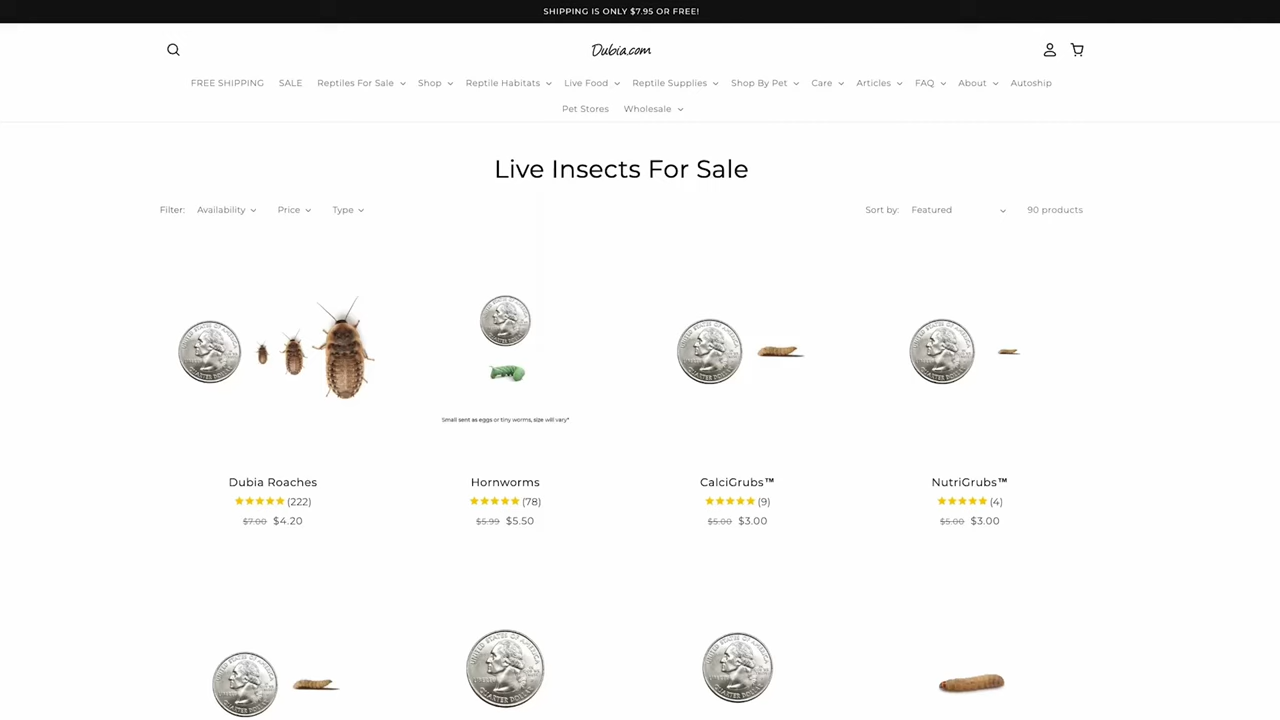 SHIPPING IS ONLY $7.95 OR FREE!
Dubia.com
FREE SHIPPING SALE Reptiles For Sale Shop Reptile Habitats Live Food Reptile Supplies Shop By Pet Care Articles FAQ About Autoship
Pet Stores Wholesale
Live Insects For Sale
Filter: Availability Price Type Sort by: Featured 90 products
Small sent as eggs or tiny worms, size will vary*
Dubia Roaches Hornworms CalciGrubs™ NutriGrubs™
(222) (78) (9) (4)
$7.00 $4.20 $5.99 $5.50 $5.00 $3.00 $5.00 $3.00